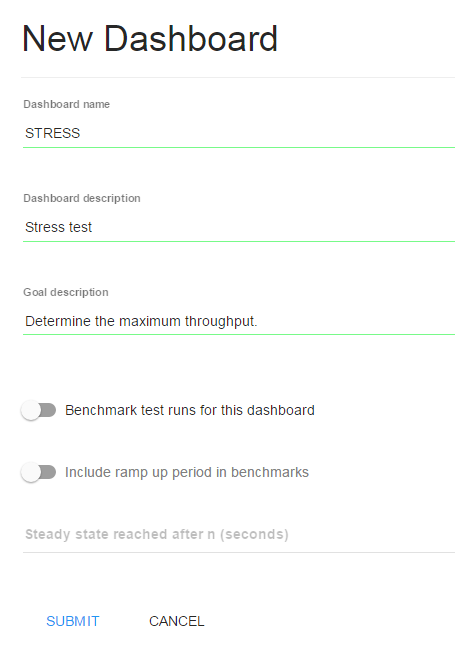 New Dashboard
Dashboard name
STRESS
Dashboard description
Stress test
Goal description
Determine the maximum throughput.
Benchmark test runs for this dashboard
Include ramp up period in benchmarks
Steady state reached after n (seconds)
SUBMIT CANCEL